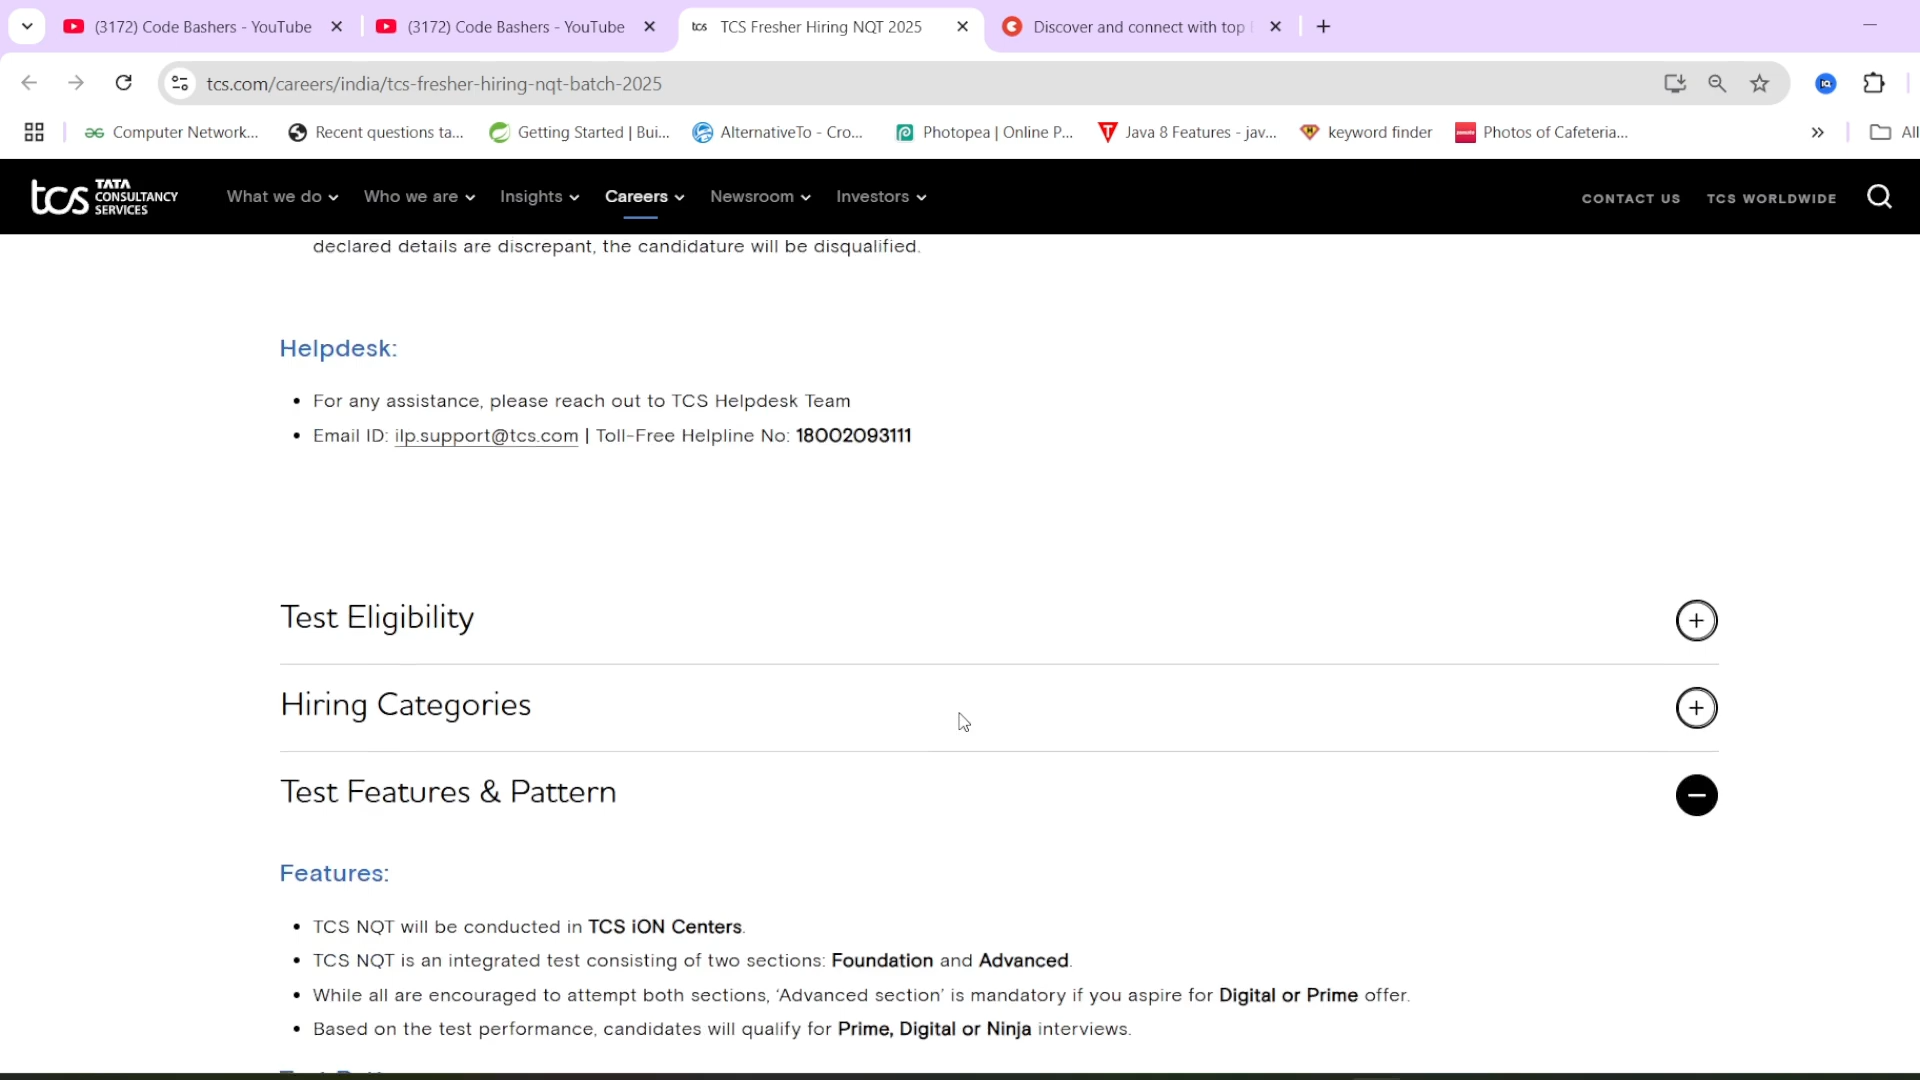 (3172) Code Bashers - YouTube
(3172) Code Bashers - YouTube
tcs TCS Fresher Hiring NQT 2025
Discover and connect with top
tcs.com/careers/india/tcs-fresher-hiring-nqt-batch-2025
Computer Network...
Recent questions ta...
Getting Started | Bui...
AlternativeTo - Cro...
Photopea | Online P...
Java 8 Features - jav...
keyword finder
Photos of Cafeteria...
All
tcs TATA
CONSULTANCY
SERVICES
What we do
Who we are
Insights
Careers
Newsroom
Investors
CONTACT US
TCS WORLDWIDE
declared details are discrepant, the candidature will be disqualified.
Helpdesk:
• For any assistance, please reach out to TCS Helpdesk Team
• Email ID: ilp.support@tcs.com | Toll-Free Helpline No: 18002093111
Test Eligibility
Hiring Categories
Test Features & Pattern
Features:
• TCS NQT will be conducted in TCS iON Centers.
• TCS NQT is an integrated test consisting of two sections: Foundation and Advanced.
• While all are encouraged to attempt both sections, ‘Advanced section’ is mandatory if you aspire for Digital or Prime offer.
• Based on the test performance, candidates will qualify for Prime, Digital or Ninja interviews.